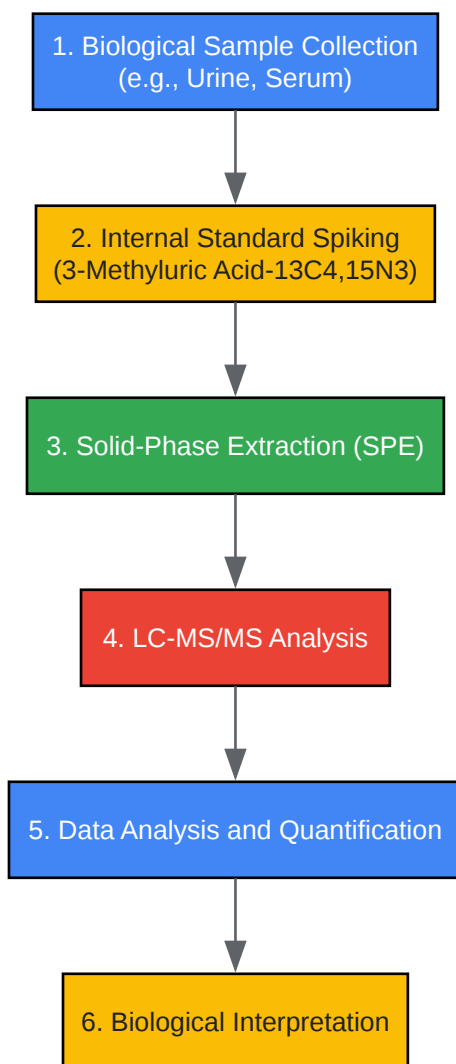 1. Biological Sample Collection
(e.g., Urine, Serum)
2. Internal Standard Spiking
(3-Methyluric Acid-13C4,15N3)
3. Solid-Phase Extraction (SPE)
4. LC-MS/MS Analysis
5. Data Analysis and Quantification
6. Biological Interpretation